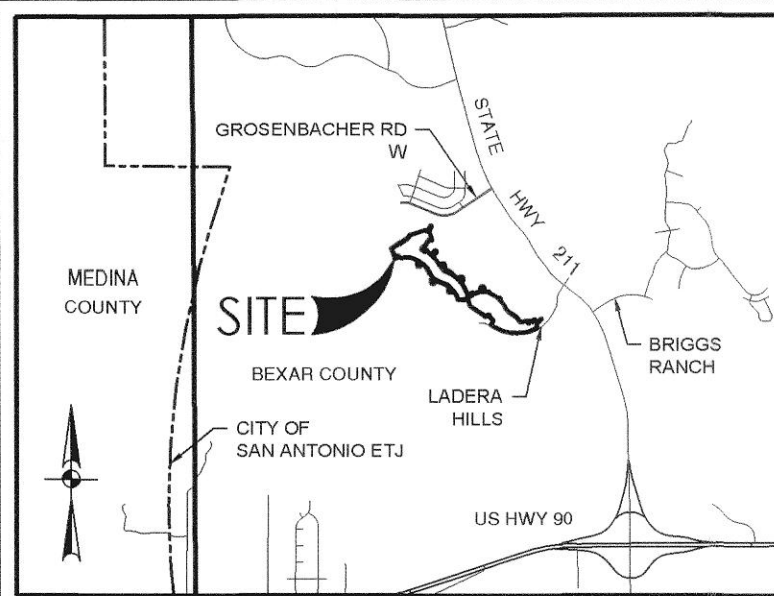 GROSENBACHER RD
W
STATE
HWY
211
MEDINA
COUNTY
SITE
BEXAR COUNTY
BRIGGS
RANCH
LADERA
HILLS
CITY OF
SAN ANTONIO ETJ
US HWY 90